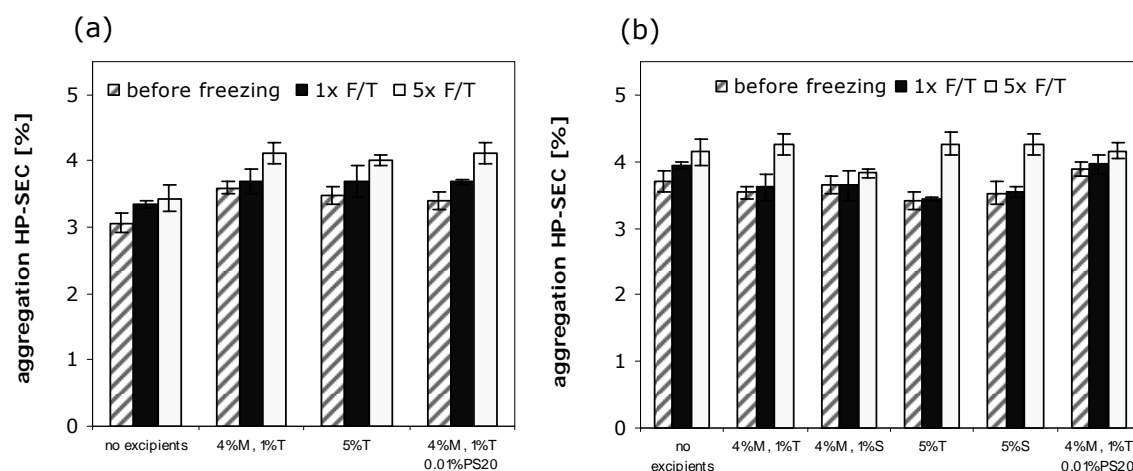 (a)
before freezing 1x F/T 5x F/T
aggregation HP-SEC [%]
5
4
3
2
1
0
no excipients 4%M, 1%T 5%T 4%M, 1%T
0.01%PS20
(b)
before freezing 1x F/T 5x F/T
aggregation HP-SEC [%]
5
4
3
2
1
0
no 4%M, 1%T 4%M, 1%S 5%T 5%S 4%M, 1%T
excipients 0.01%PS20